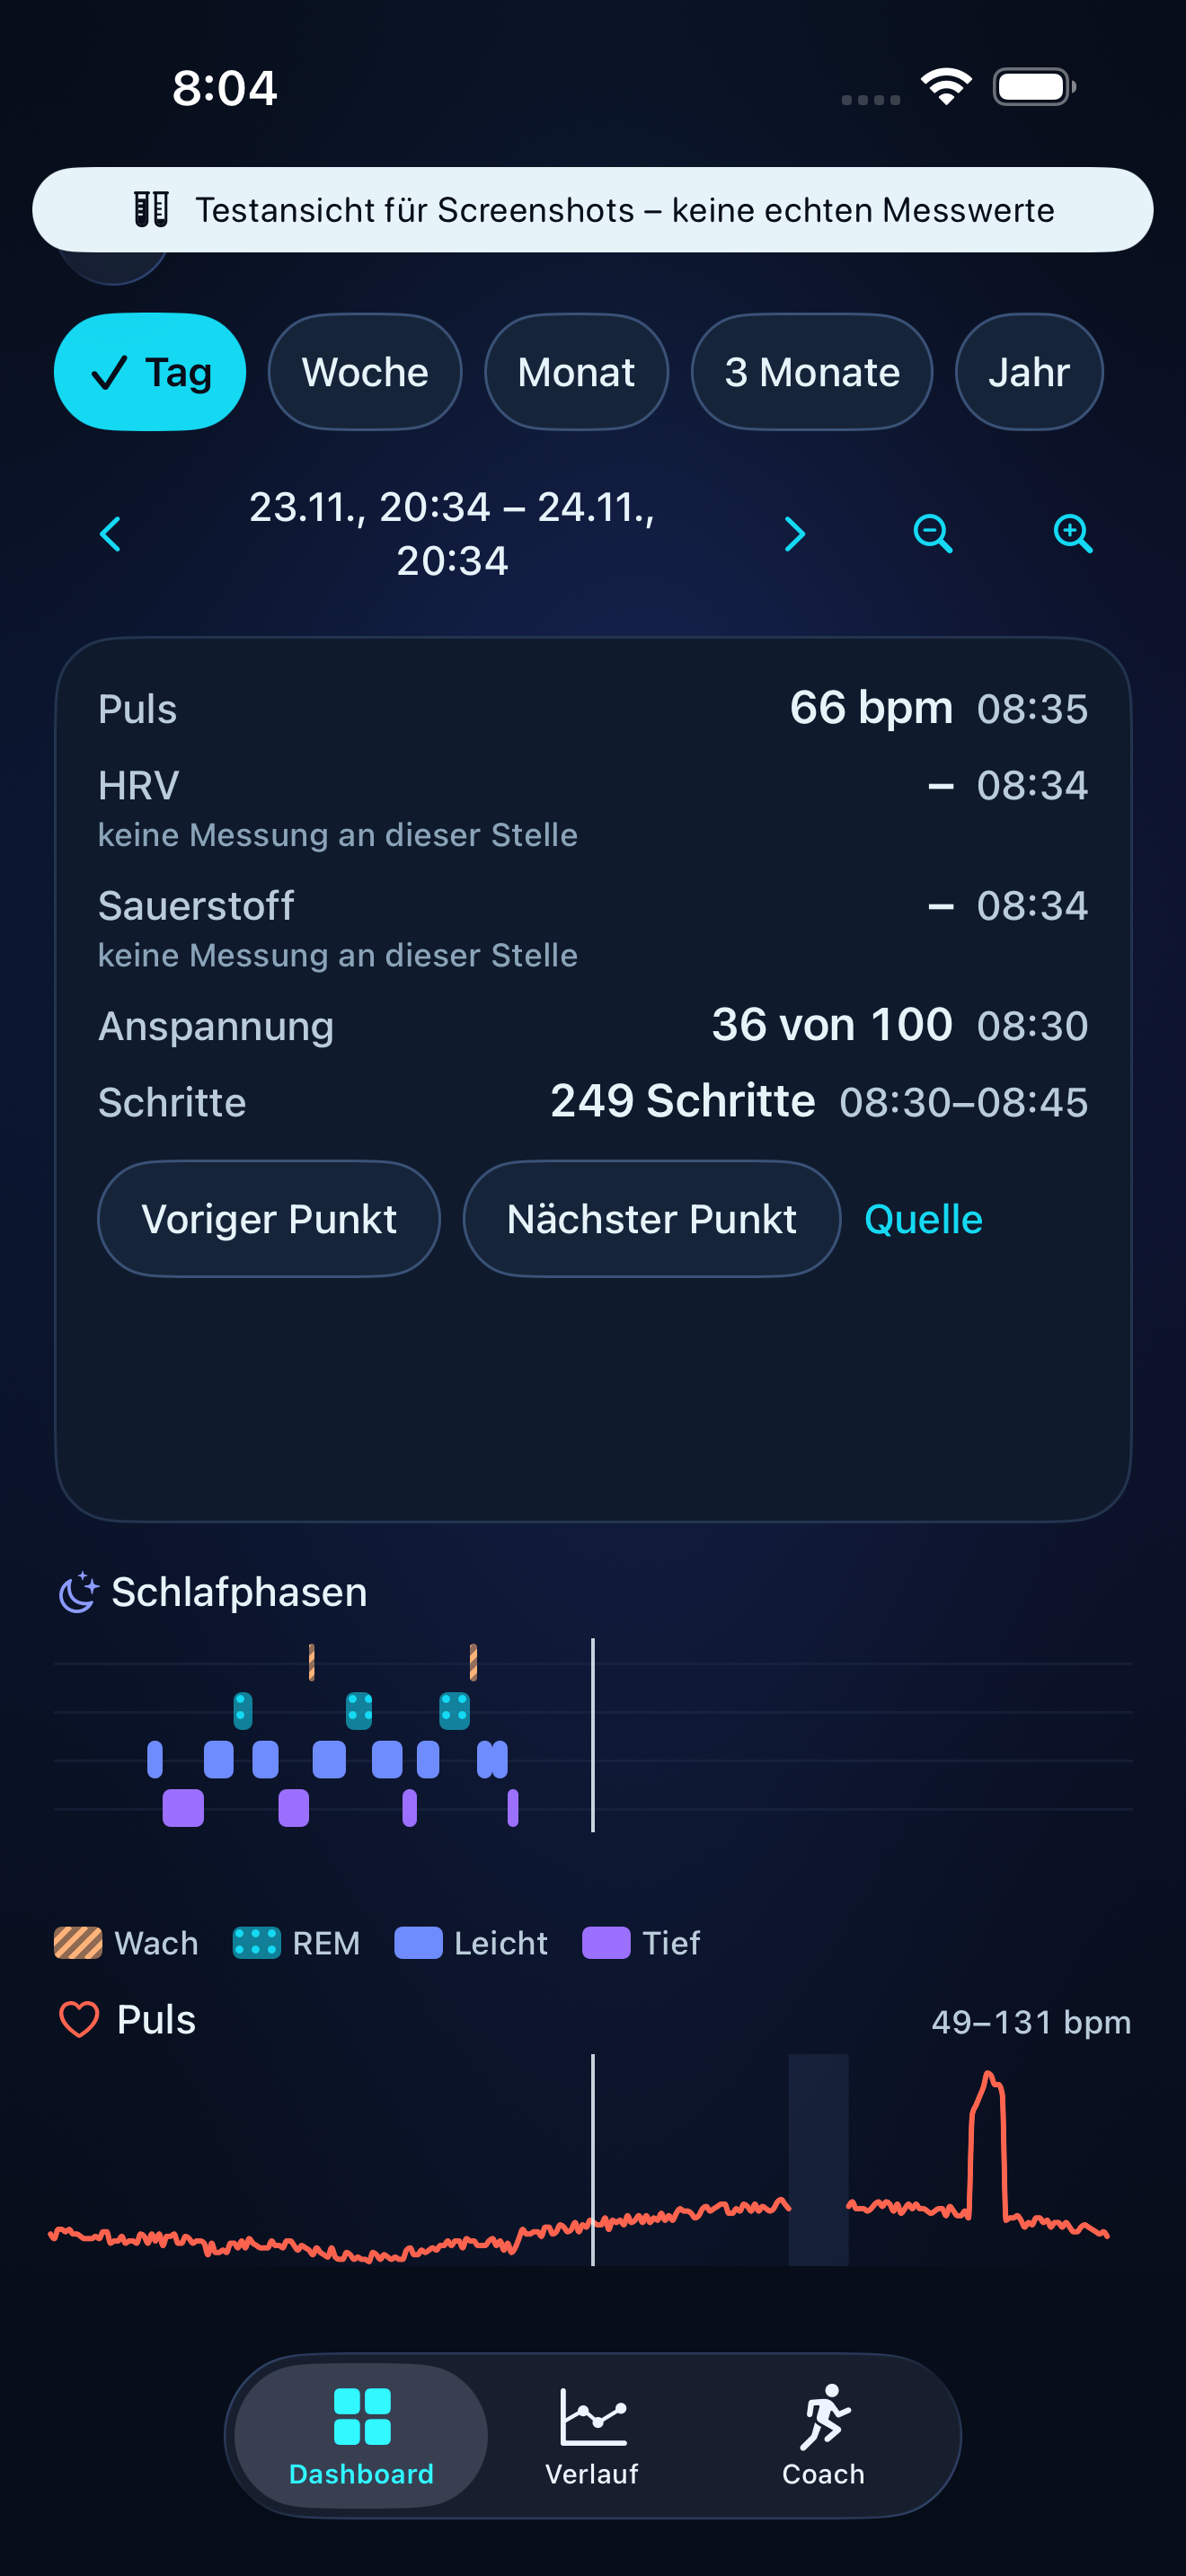 8:04
Testansicht für Screenshots – keine echten Messwerte
Tag
Woche
Monat
3 Monate
Jahr
23.11., 20:34 – 24.11.,
20:34
Puls 66 bpm 08:35
HRV – 08:34
keine Messung an dieser Stelle
Sauerstoff – 08:34
keine Messung an dieser Stelle
Anspannung 36 von 100 08:30
Schritte 249 Schritte 08:30–08:45
Voriger Punkt
Nächster Punkt
Quelle
Schlafphasen
Wach REM Leicht Tief
Puls 49–131 bpm
Dashboard
Verlauf
Coach